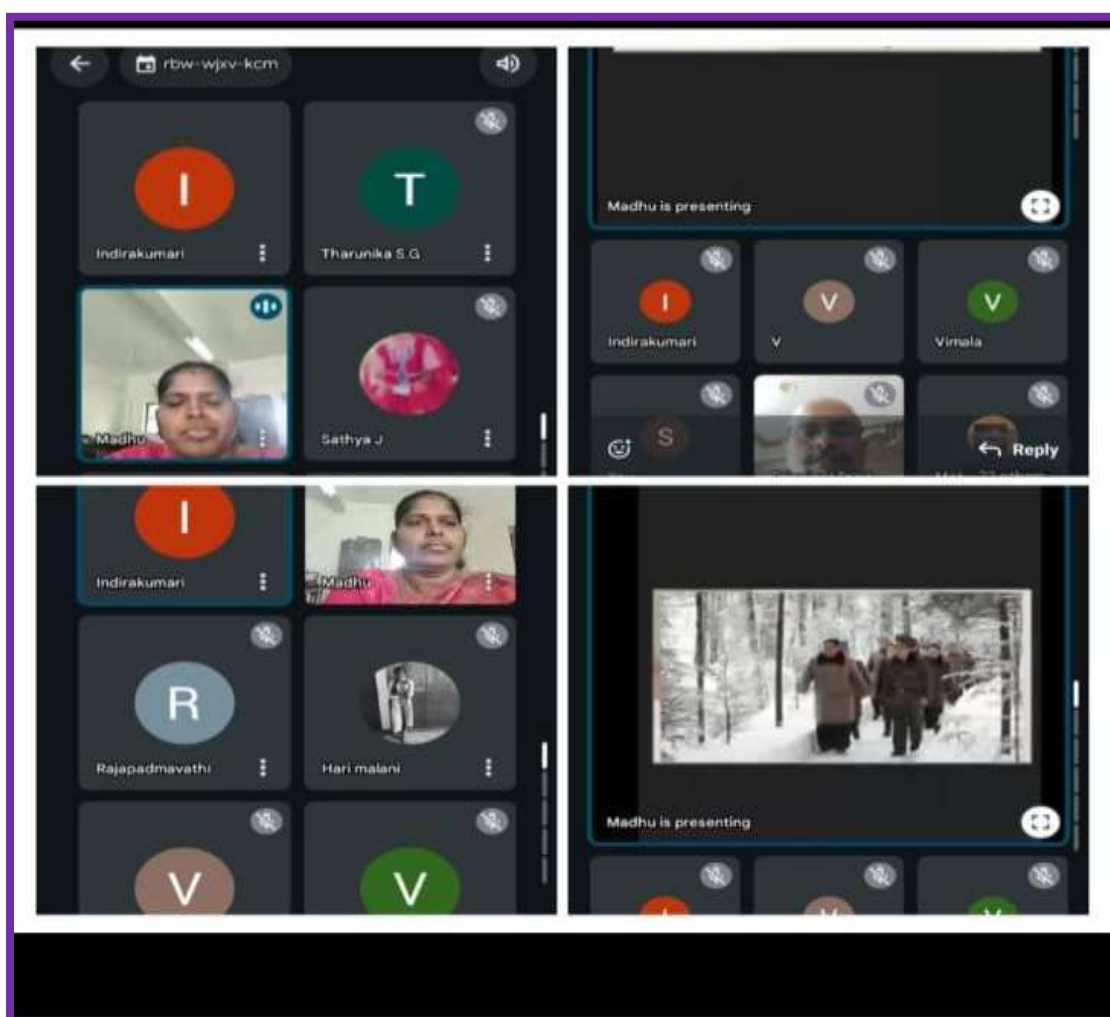 rbw-wjxv-kcm
I
T
Indirakumari
Tharunika S.G
Madhu
Sathya J
Madhu is presenting
I
V
V
Indirakumari
V
Vimala
S
Reply
I
Indirakumari
Madhu
R
Rajapadmavathi
Hari malani
V
V
Madhu is presenting